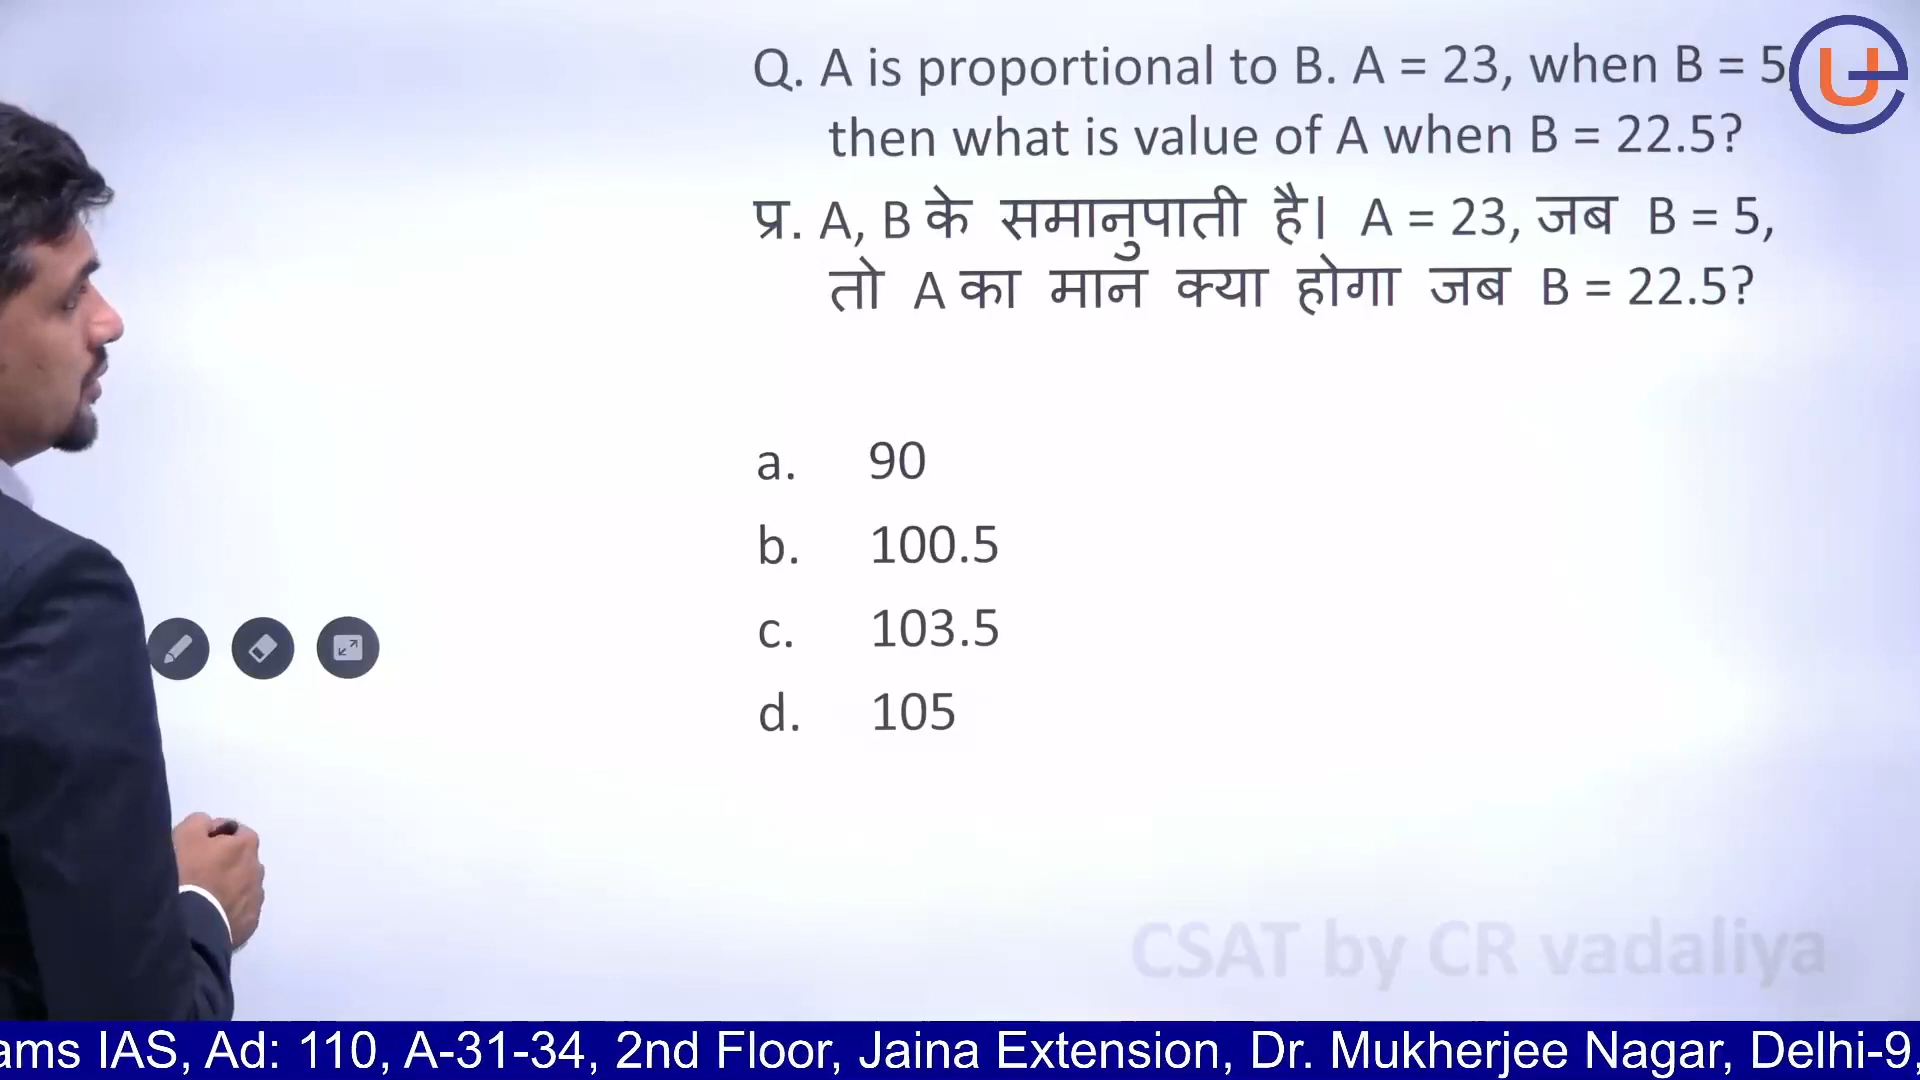 Q. A is proportional to B. A = 23, when B = 5,
then what is value of A when B = 22.5?
प्र. A, B के समानुपाती है। A = 23, जब B = 5,
तो A का मान क्या होगा जब B = 22.5?
a. 90
b. 100.5
c. 103.5
d. 105
CSAT by CR vadaliya
ams IAS, Ad: 110, A-31-34, 2nd Floor, Jaina Extension, Dr. Mukherjee Nagar, Delhi-9,